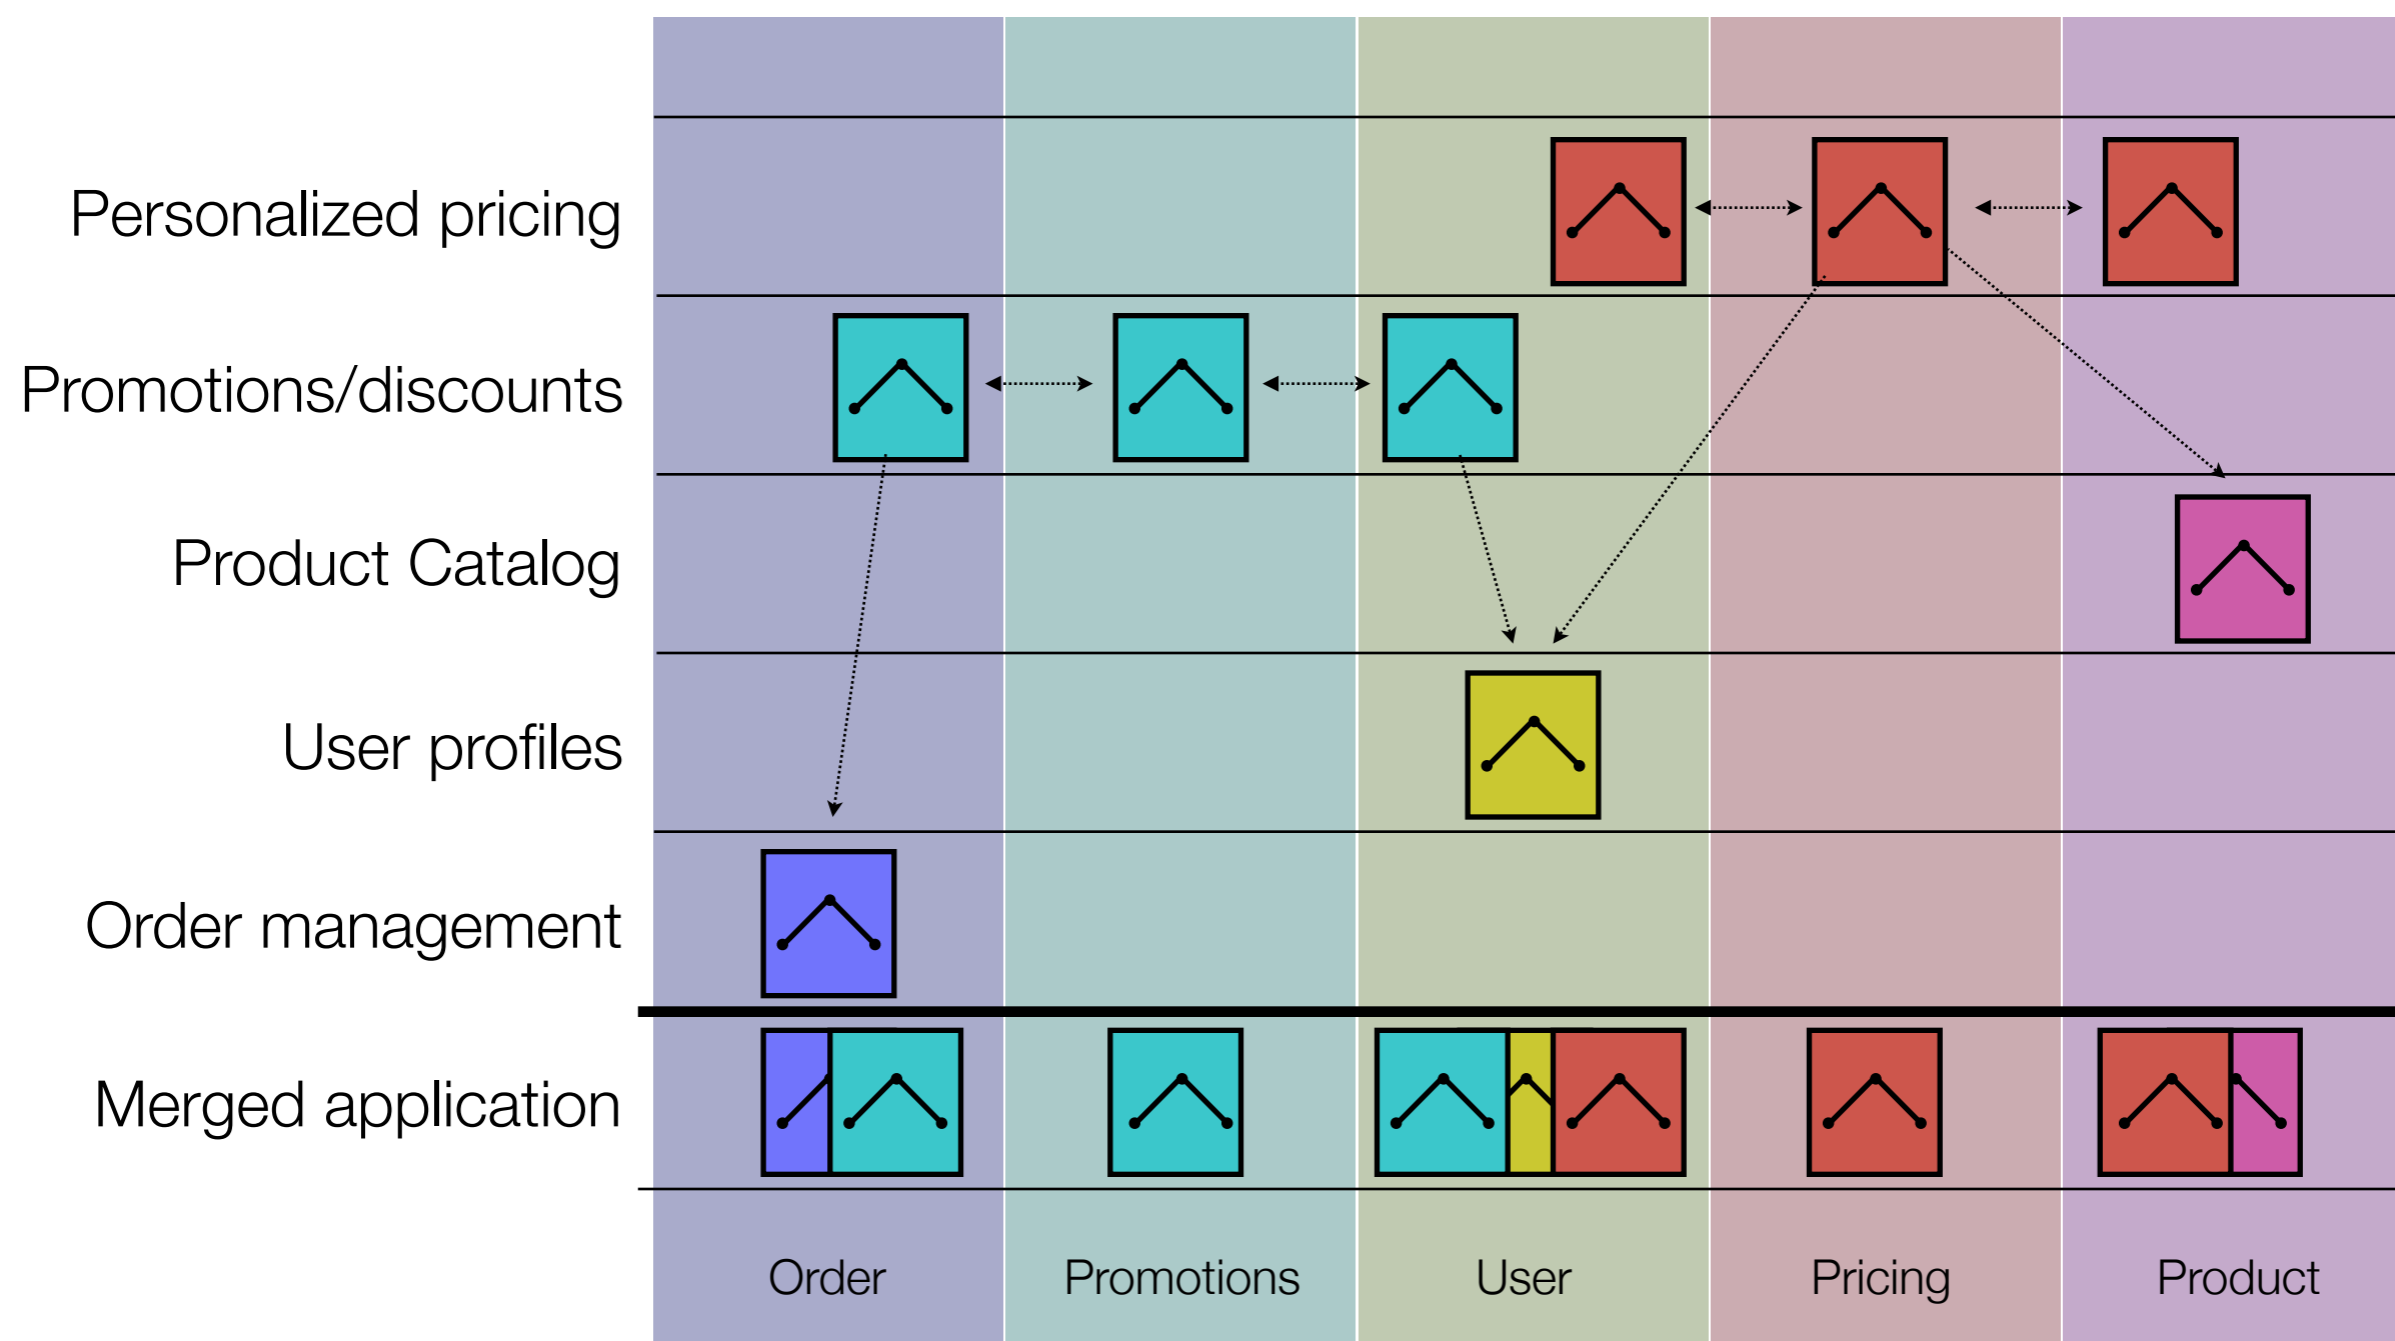 Personalized pricing
Promotions/discounts
Product Catalog
User profiles
Order management
Merged application
Order
Promotions
User
Pricing
Product